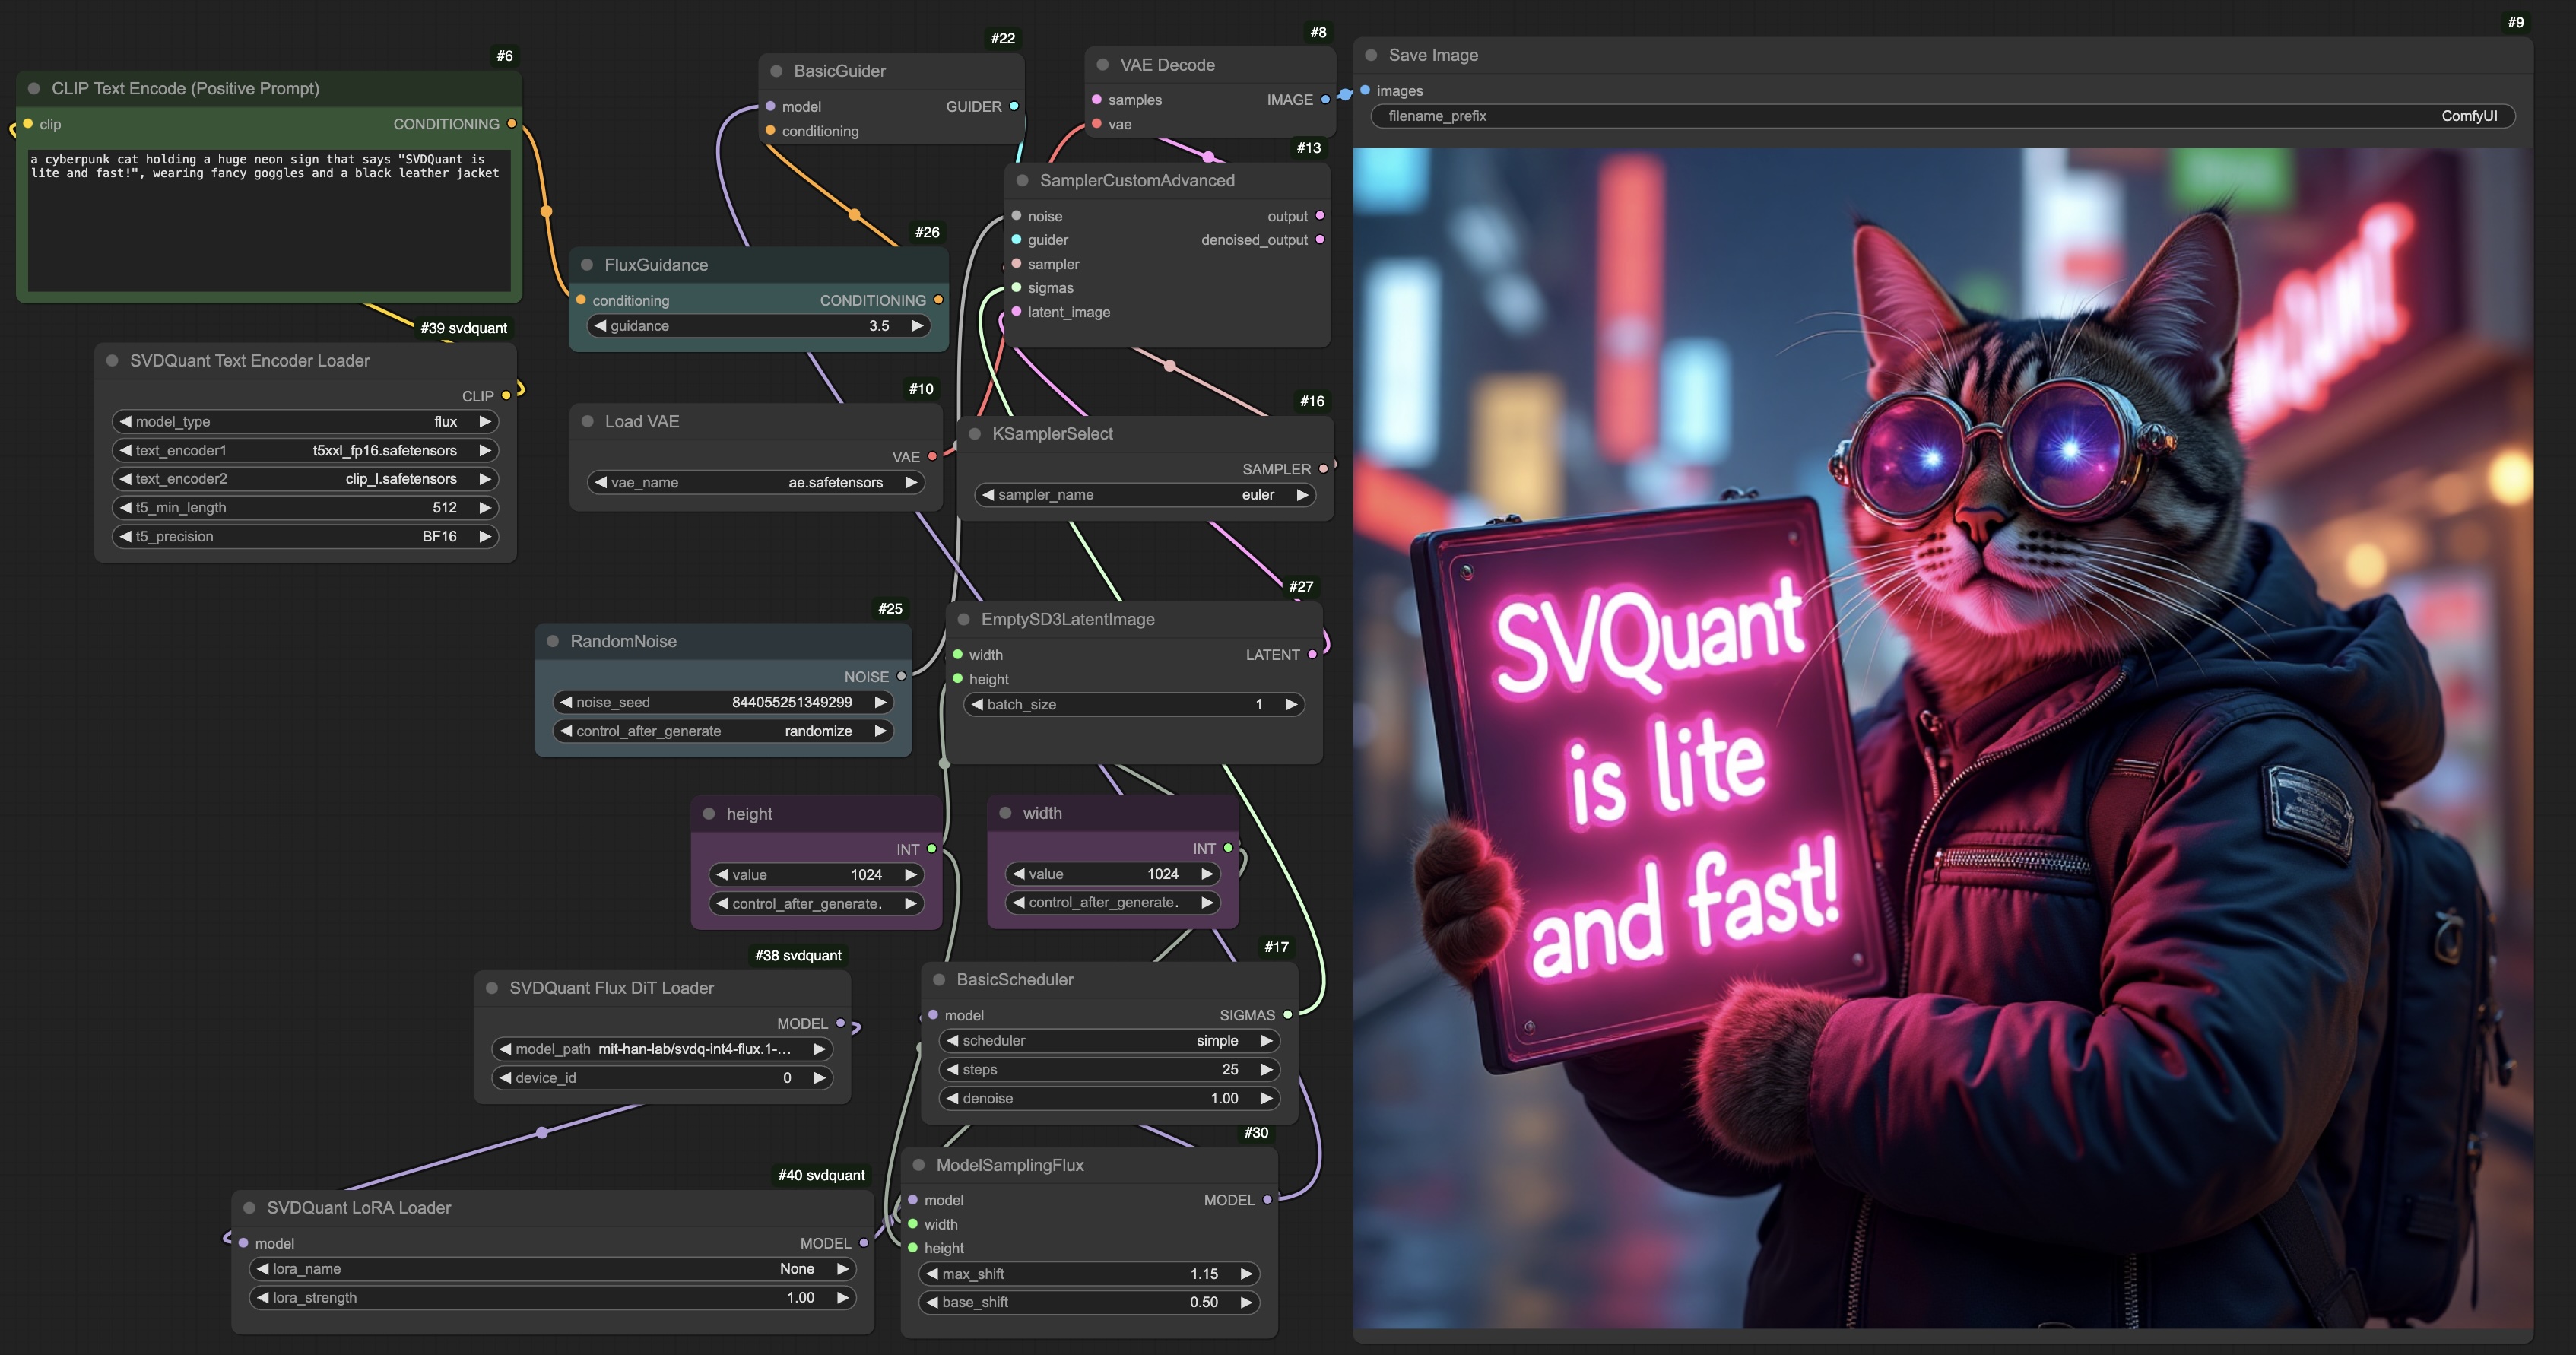 #6
CLIP Text Encode (Positive Prompt)
clip CONDITIONING
a cyberpunk cat holding a huge neon sign that says "SVDQuant is
lite and fast!", wearing fancy goggles and a black leather jacket
#39 svdquant
SVDQuant Text Encoder Loader
CLIP
model_type flux
text_encoder1 t5xxl_fp16.safetensors
text_encoder2 clip_l.safetensors
t5_min_length 512
t5_precision BF16
#22
BasicGuider
model GUIDER
conditioning
#26
FluxGuidance
conditioning CONDITIONING
guidance 3.5
#10
Load VAE
VAE
vae_name ae.safetensors
#25
RandomNoise
NOISE
noise_seed 844055251349299
control_after_generate randomize
height
INT
value 1024
control_after_generate.
#38 svdquant
SVDQuant Flux DiT Loader
MODEL
model_path mit-han-lab/svdq-int4-flux.1-...
device_id 0
#40 svdquant
SVDQuant LoRA Loader
model MODEL
lora_name None
lora_strength 1.00
#8
VAE Decode
samples IMAGE
vae
#13
SamplerCustomAdvanced
noise output
guider denoised_output
sampler
sigmas
latent_image
#16
KSamplerSelect
SAMPLER
sampler_name euler
#27
EmptySD3LatentImage
width LATENT
height
batch_size 1
width
INT
value 1024
control_after_generate.
#17
BasicScheduler
model SIGMAS
scheduler simple
steps 25
denoise 1.00
#30
ModelSamplingFlux
model MODEL
width
height
max_shift 1.15
base_shift 0.50
#9
Save Image
images
filename_prefix ComfyUI
SVQuant
is lite
and fast!